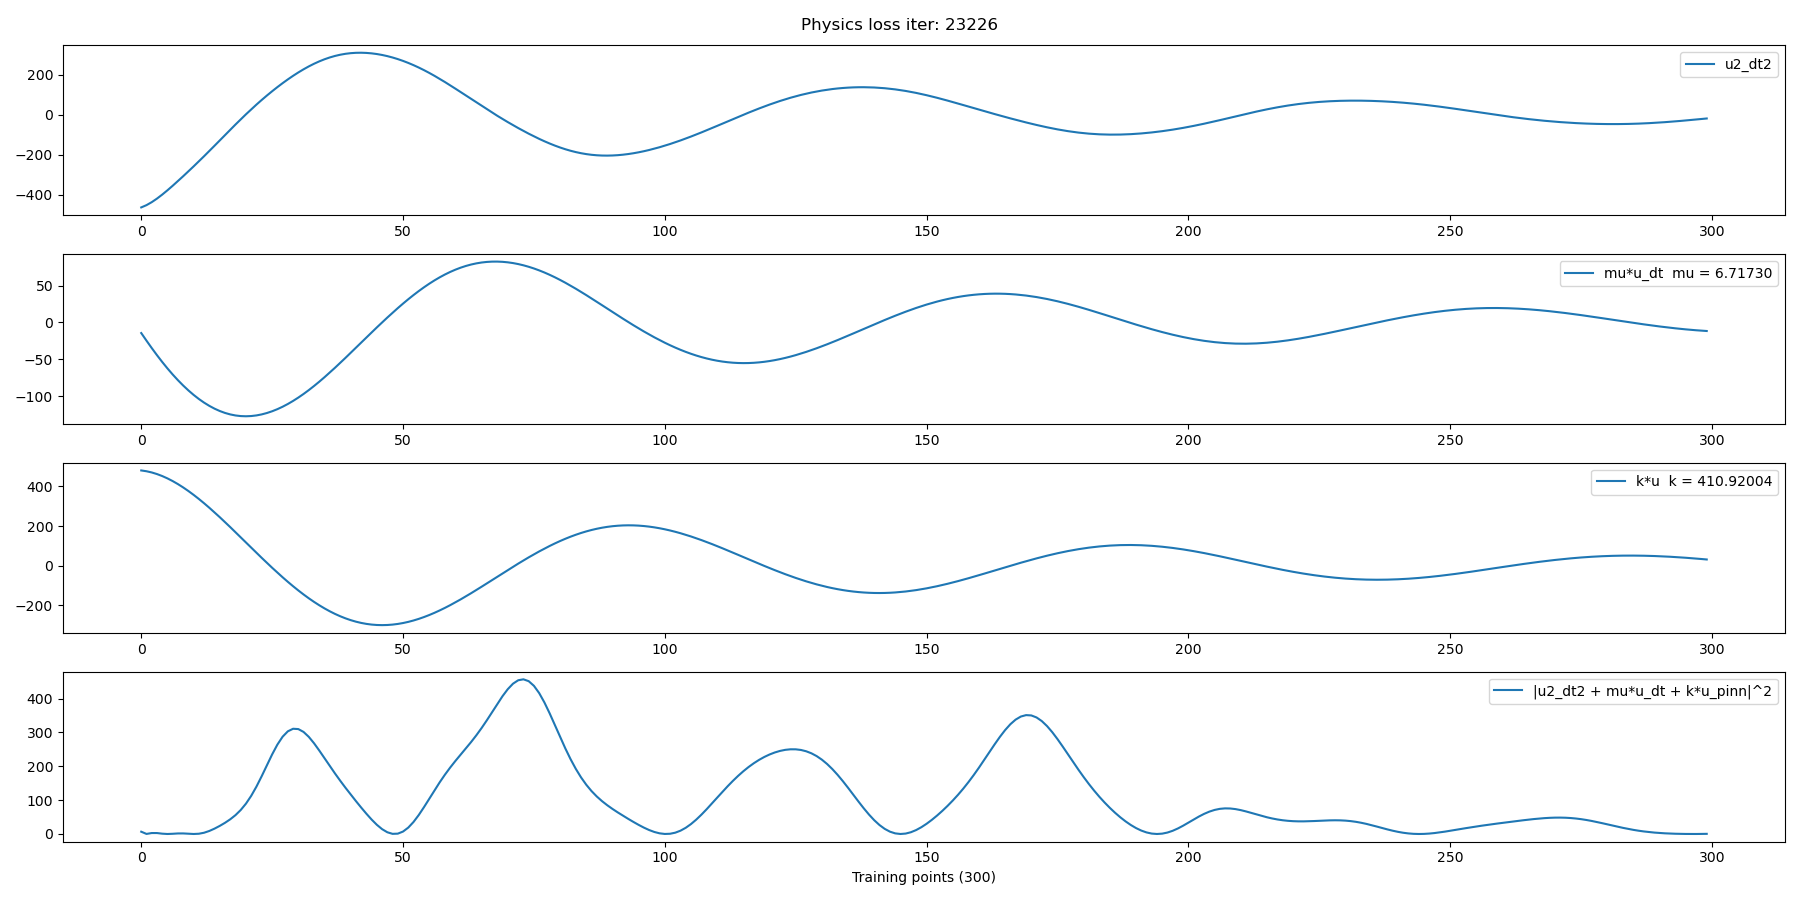 Physics loss iter: 23226
u2_dt2
200
0
−200
−400
0 50 100 150 200 250 300
mu*u_dt  mu = 6.71730
50
0
−50
−100
0 50 100 150 200 250 300
k*u  k = 410.92004
400
200
0
−200
0 50 100 150 200 250 300
|u2_dt2 + mu*u_dt + k*u_pinn|^2
400
300
200
100
0
0 50 100 150 200 250 300
Training points (300)